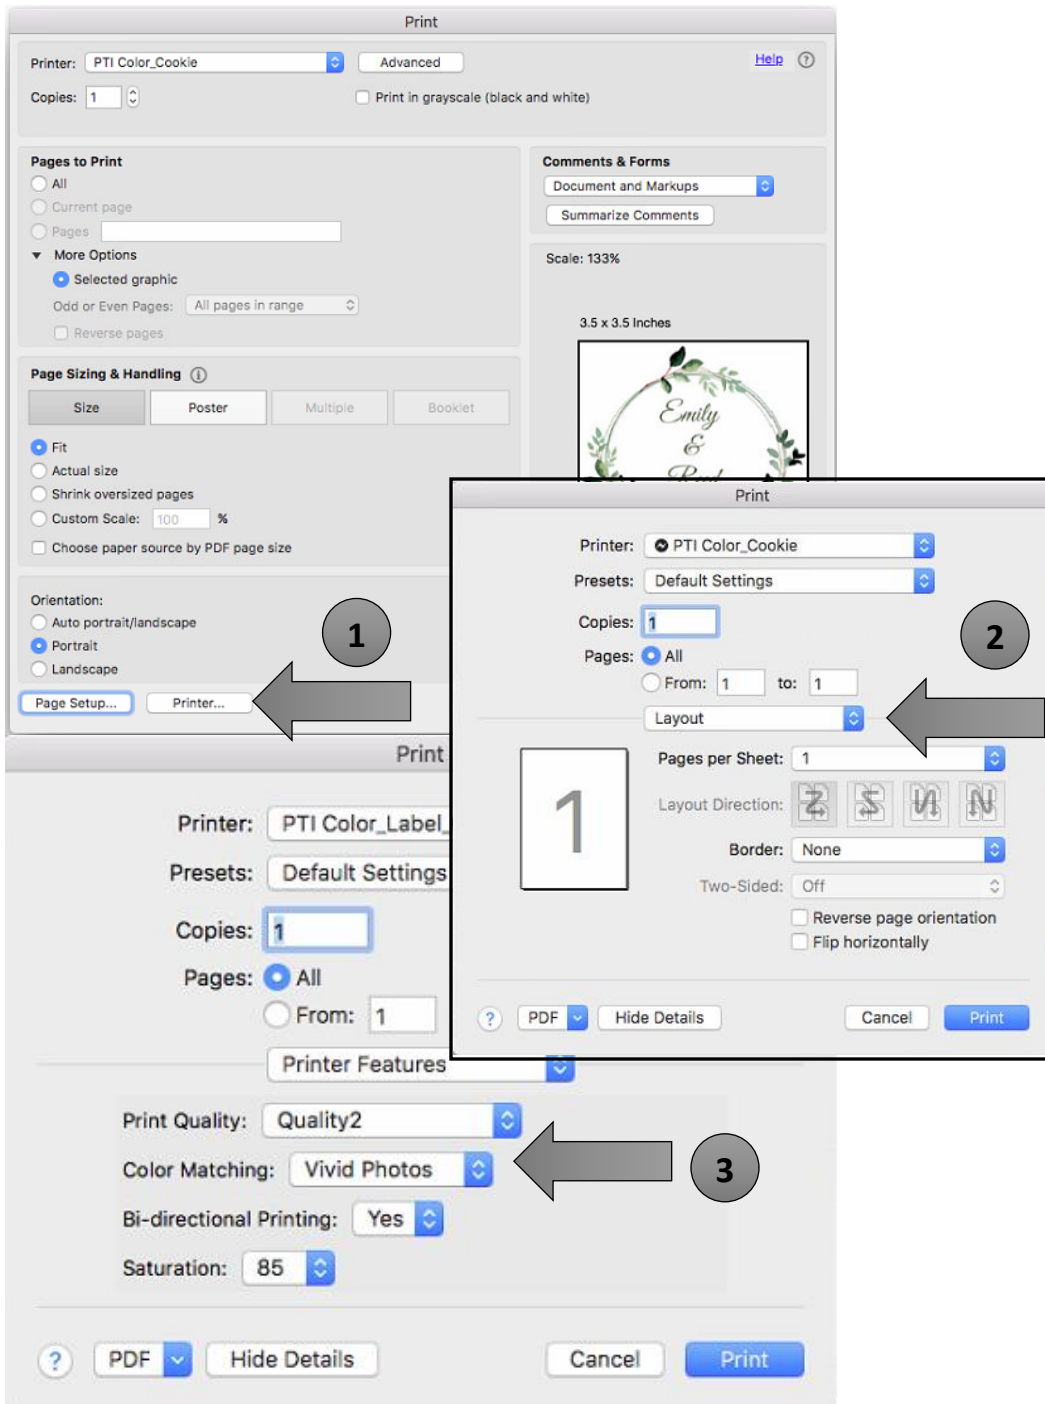 Print
Printer: PTI Color_Cookie Advanced Help ?
Copies: 1 Print in grayscale (black and white)
Pages to Print
All
Current page
Pages
More Options
Selected graphic
Odd or Even Pages: All pages in range
Reverse pages
Comments & Forms
Document and Markups
Summarize Comments
Scale: 133%
3.5 x 3.5 Inches
Emily
&
Reed
Page Sizing & Handling i
Size Poster Multiple Booklet
Fit
Actual size
Shrink oversized pages
Custom Scale: 100 %
Choose paper source by PDF page size
Orientation:
Auto portrait/landscape
Portrait
Landscape
Page Setup... Printer...
1
Print
Printer: PTI Color_Cookie
Presets: Default Settings
Copies: 1
Pages: All
From: 1 to: 1
Layout
2
1
Pages per Sheet: 1
Layout Direction:
Border: None
Two-Sided: Off
Reverse page orientation
Flip horizontally
? PDF Hide Details Cancel Print
Print
Printer: PTI Color_Label_
Presets: Default Settings
Copies: 1
Pages: All
From: 1
Printer Features
Print Quality: Quality2
Color Matching: Vivid Photos
3
Bi-directional Printing: Yes
Saturation: 85
? PDF Hide Details Cancel Print